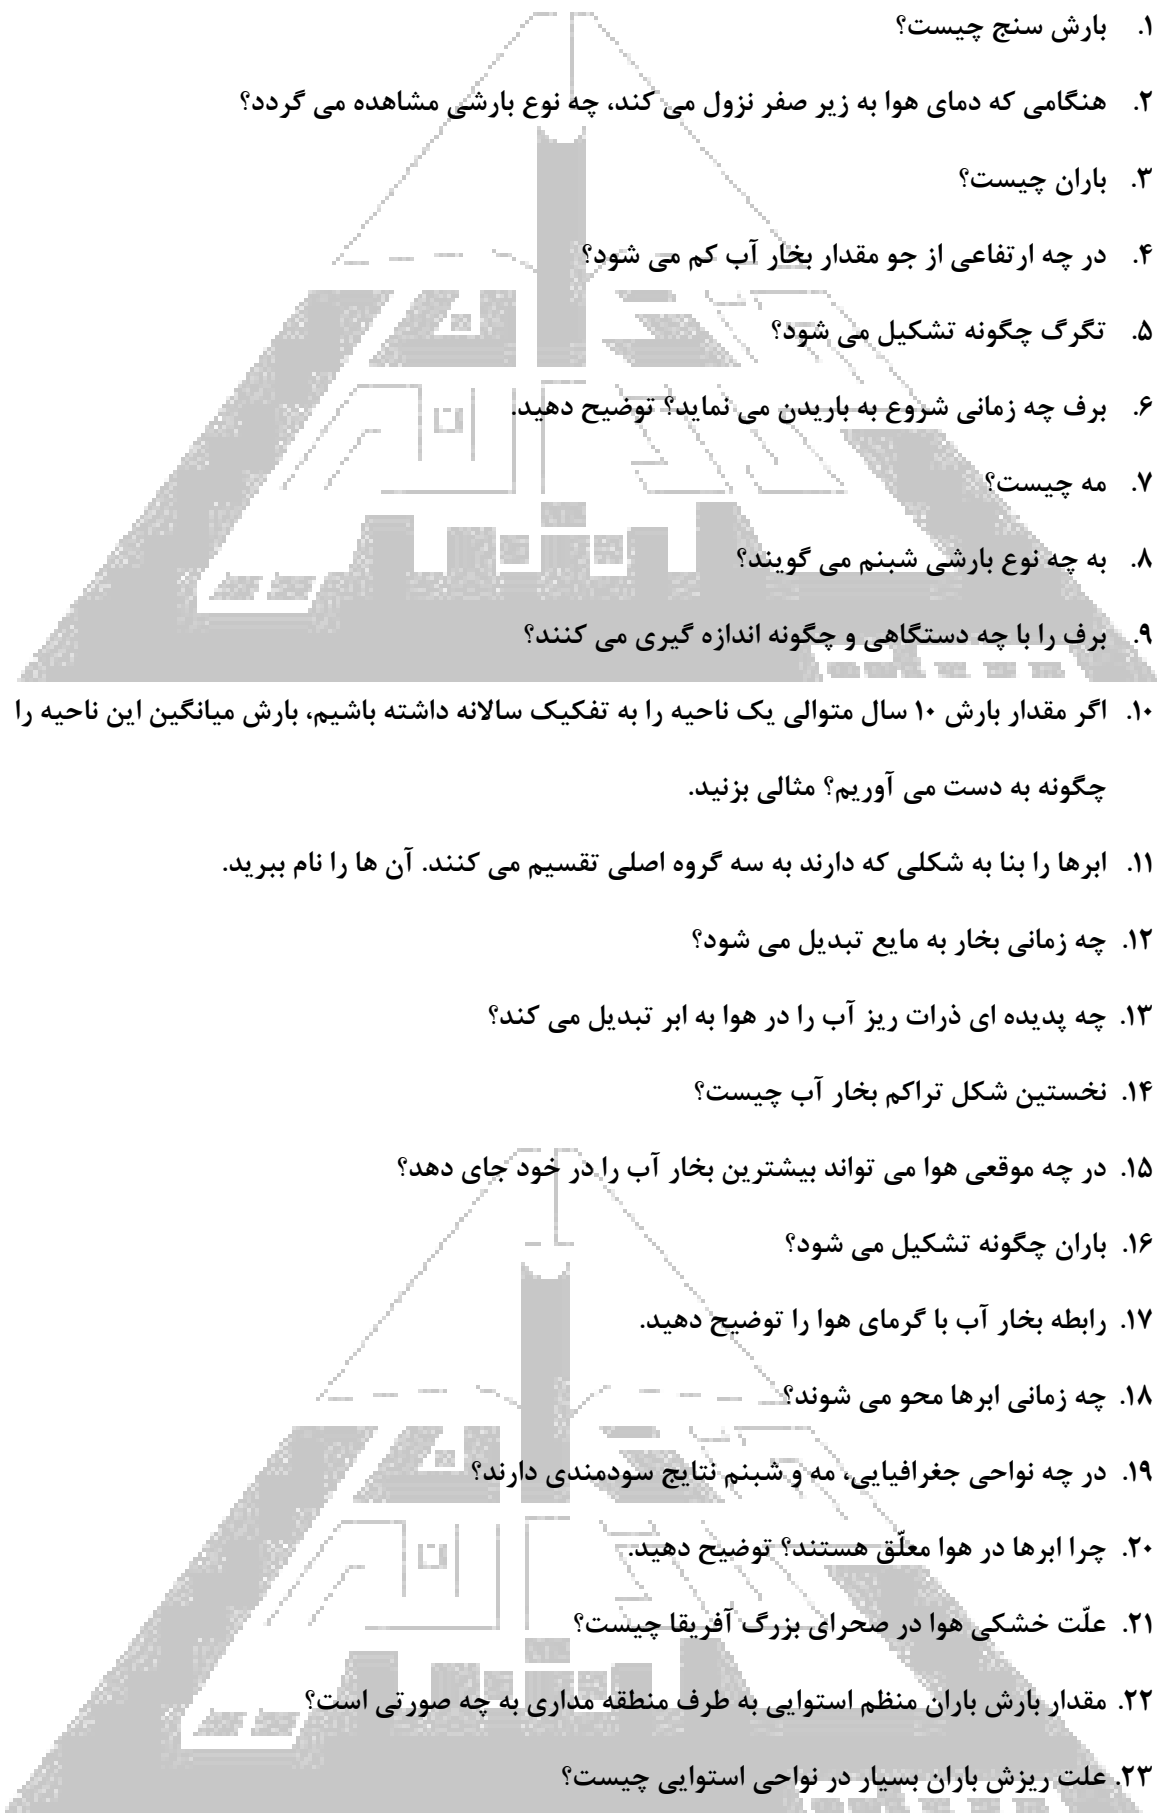 ۱. بارش سنج چیست؟
۲. هنگامی که دمای هوا به زیر صفر نزول می کند، چه نوع بارشی مشاهده می گردد؟
۳. باران چیست؟
۴. در چه ارتفاعی از جو مقدار بخار آب کم می شود؟
۵. تگرگ چگونه تشکیل می شود؟
۶. برف چه زمانی شروع به باریدن می نماید؟ توضیح دهید.
۷. مه چیست؟
۸. به چه نوع بارشی شبنم می گویند؟
۹. برف را با چه دستگاهی و چگونه اندازه گیری می کنند؟
۱۰. اگر مقدار بارش ۱۰ سال متوالی یک ناحیه را به تفکیک سالانه داشته باشیم، بارش میانگین این ناحیه را
چگونه به دست می آوریم؟ مثالی بزنید.
۱۱. ابرها را بنا به شکلی که دارند به سه گروه اصلی تقسیم می کنند. آن ها را نام ببرید.
۱۲. چه زمانی بخار به مایع تبدیل می شود؟
۱۳. چه پدیده ای ذرات ریز آب را در هوا به ابر تبدیل می کند؟
۱۴. نخستین شکل تراکم بخار آب چیست؟
۱۵. در چه موقعی هوا می تواند بیشترین بخار آب را در خود جای دهد؟
۱۶. باران چگونه تشکیل می شود؟
۱۷. رابطه بخار آب با گرمای هوا را توضیح دهید.
۱۸. چه زمانی ابرها محو می شوند؟
۱۹. در چه نواحی جغرافیایی، مه و شبنم نتایج سودمندی دارند؟
۲۰. چرا ابرها در هوا معلّق هستند؟ توضیح دهید.
۲۱. علّت خشکی هوا در صحرای بزرگ آفریقا چیست؟
۲۲. مقدار بارش باران منظم استوایی به طرف منطقه مداری به چه صورتی است؟
۲۳. علت ریزش باران بسیار در نواحی استوایی چیست؟